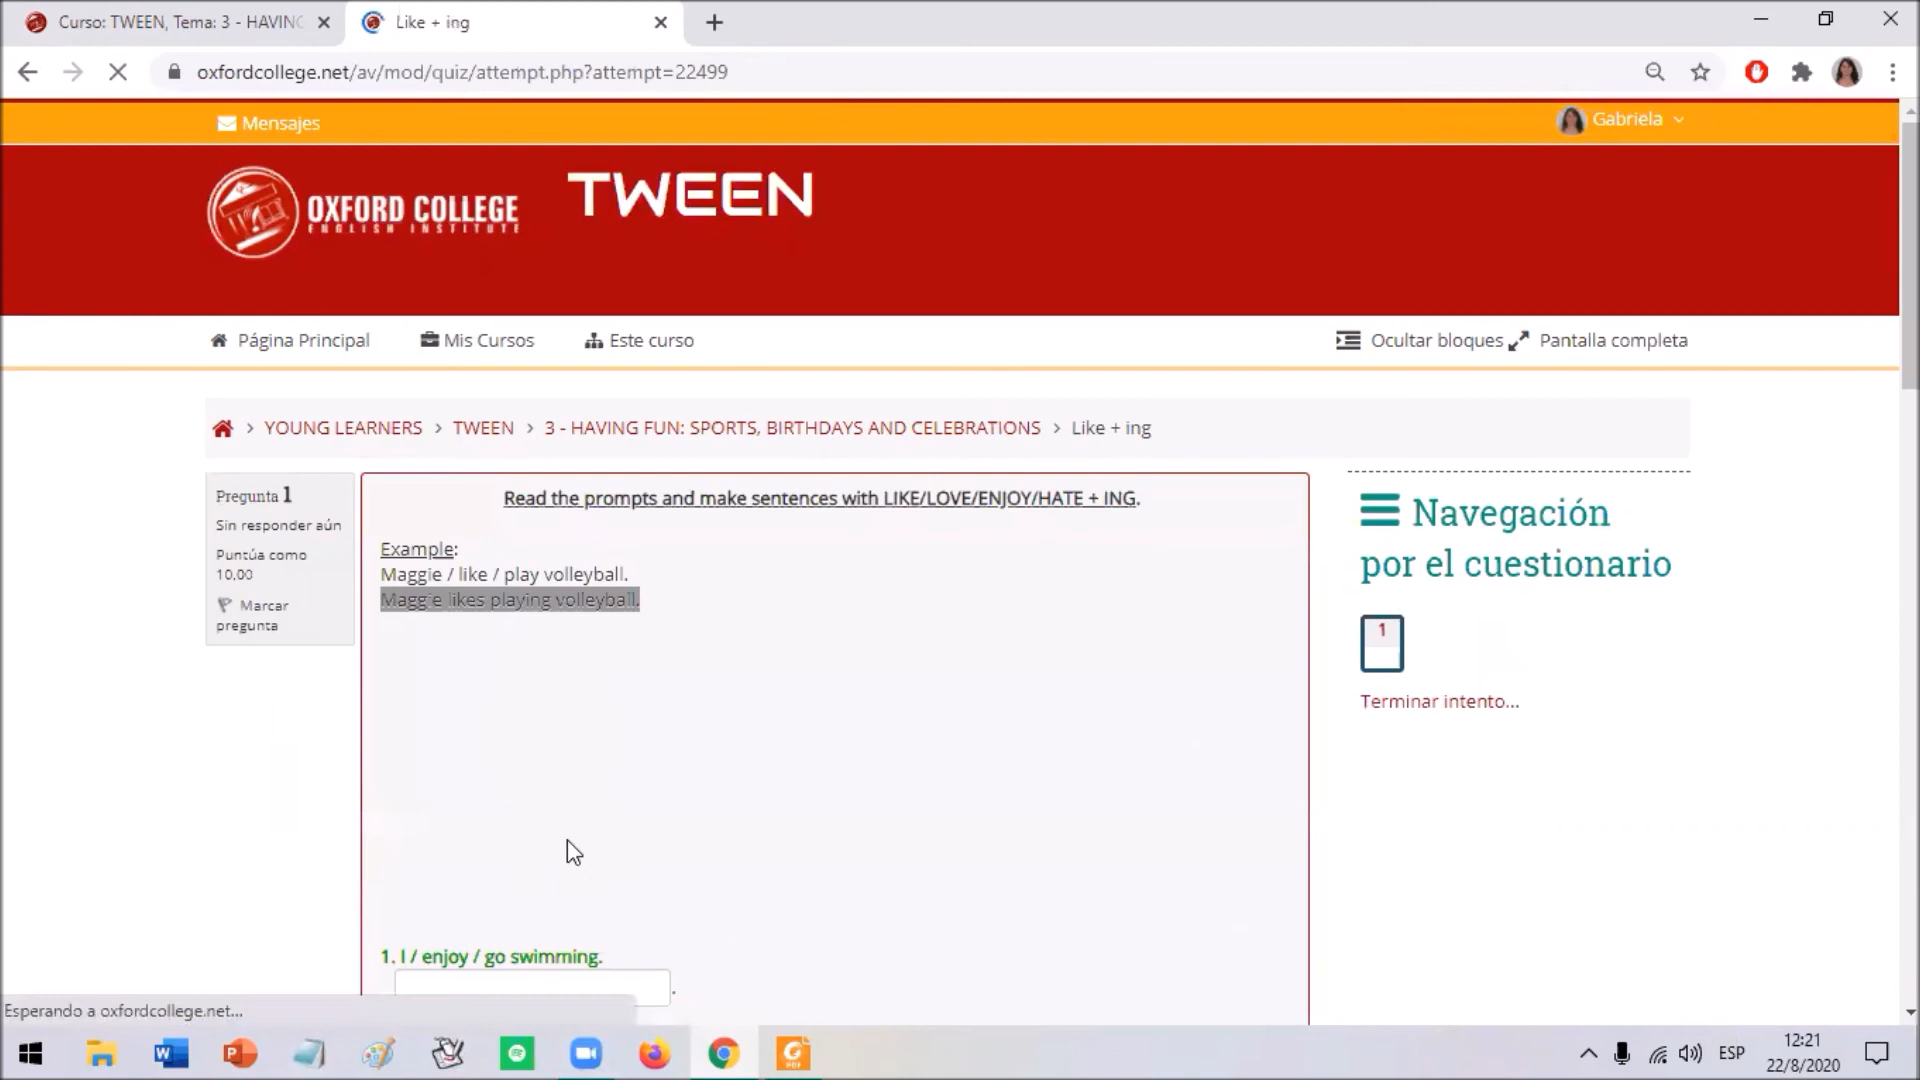 Curso: TWEEN, Tema: 3 - HAVING
Like + ing
oxfordcollege.net/av/mod/quiz/attempt.php?attempt=22499
Mensajes
Gabriela
OXFORD COLLEGE
ENGLISH INSTITUTE
TWEEN
Página Principal
Mis Cursos
Este curso
Ocultar bloques
Pantalla completa
YOUNG LEARNERS > TWEEN > 3 - HAVING FUN: SPORTS, BIRTHDAYS AND CELEBRATIONS > Like + ing
Pregunta 1
Sin responder aún
Puntúa como
10,00
Marcar
pregunta
Read the prompts and make sentences with LIKE/LOVE/ENJOY/HATE + ING.
Example:
Maggie / like / play volleyball.
Maggie likes playing volleyball.
1. I / enjoy / go swimming.
.
Navegación
por el cuestionario
1
Terminar intento...
Esperando a oxfordcollege.net...
ESP
12:21
22/8/2020